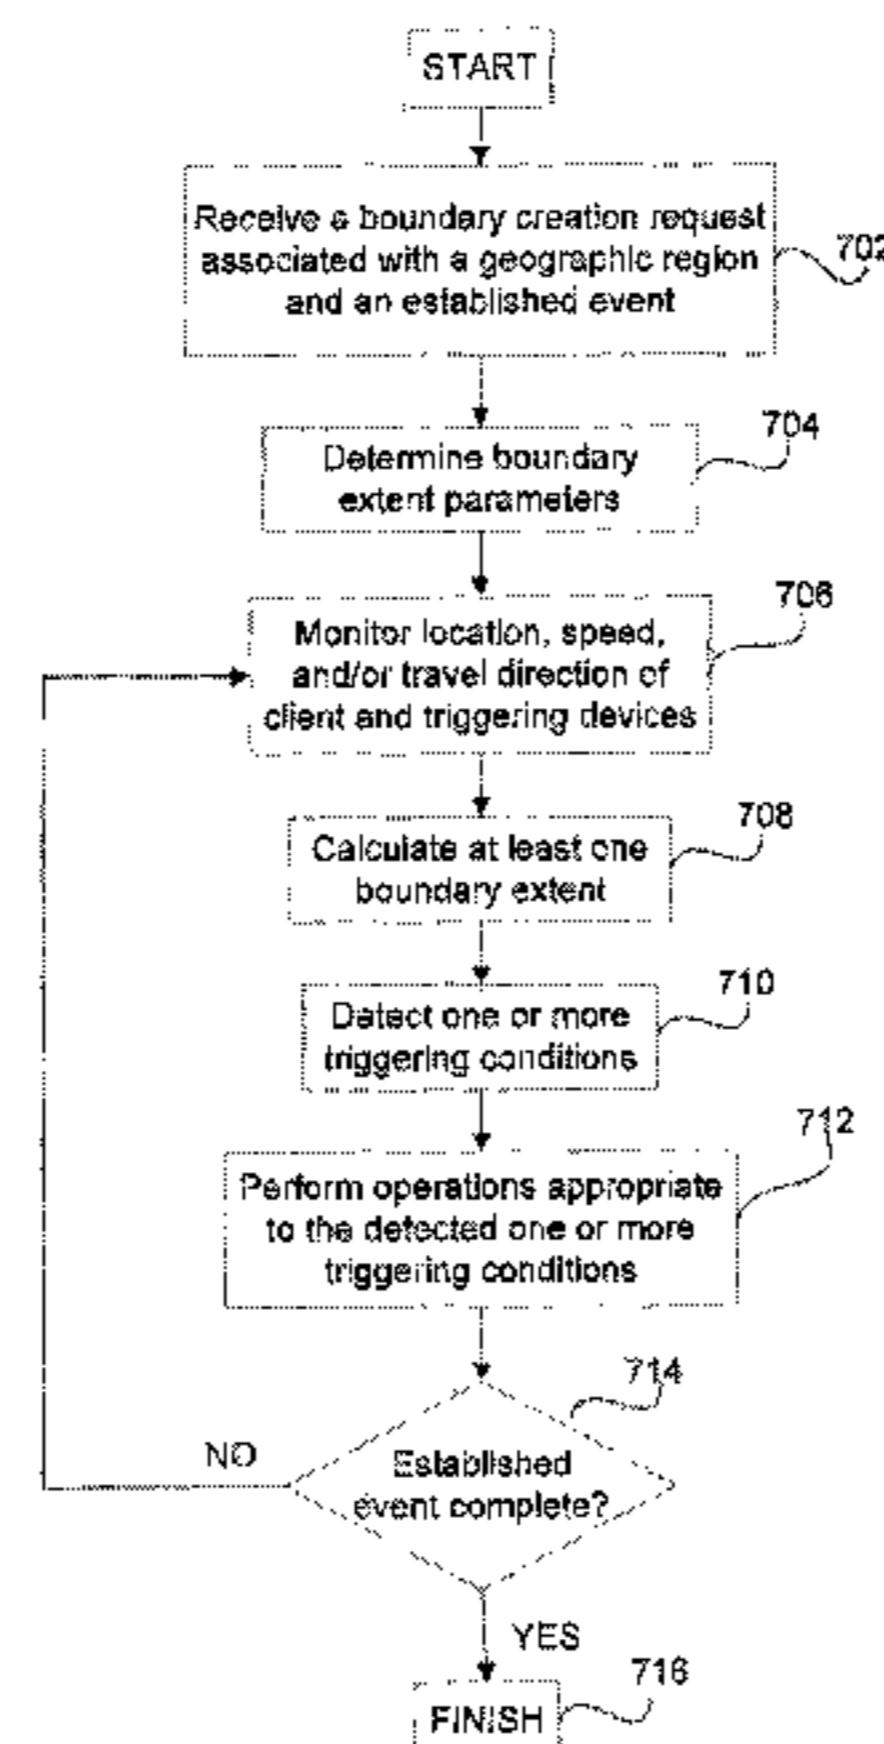 START
Receive a boundary creation request
associated with a geographic region
and an established event
702
704
Determine boundary
extent parameters
706
Monitor location, speed,
and/or travel direction of
client and triggering devices
708
Calculate at least one
boundary extent
710
Detect one or more
triggering conditions
712
Perform operations appropriate
to the detected one or more
triggering conditions
714
NO
Established
event complete?
YES
716
FINISH